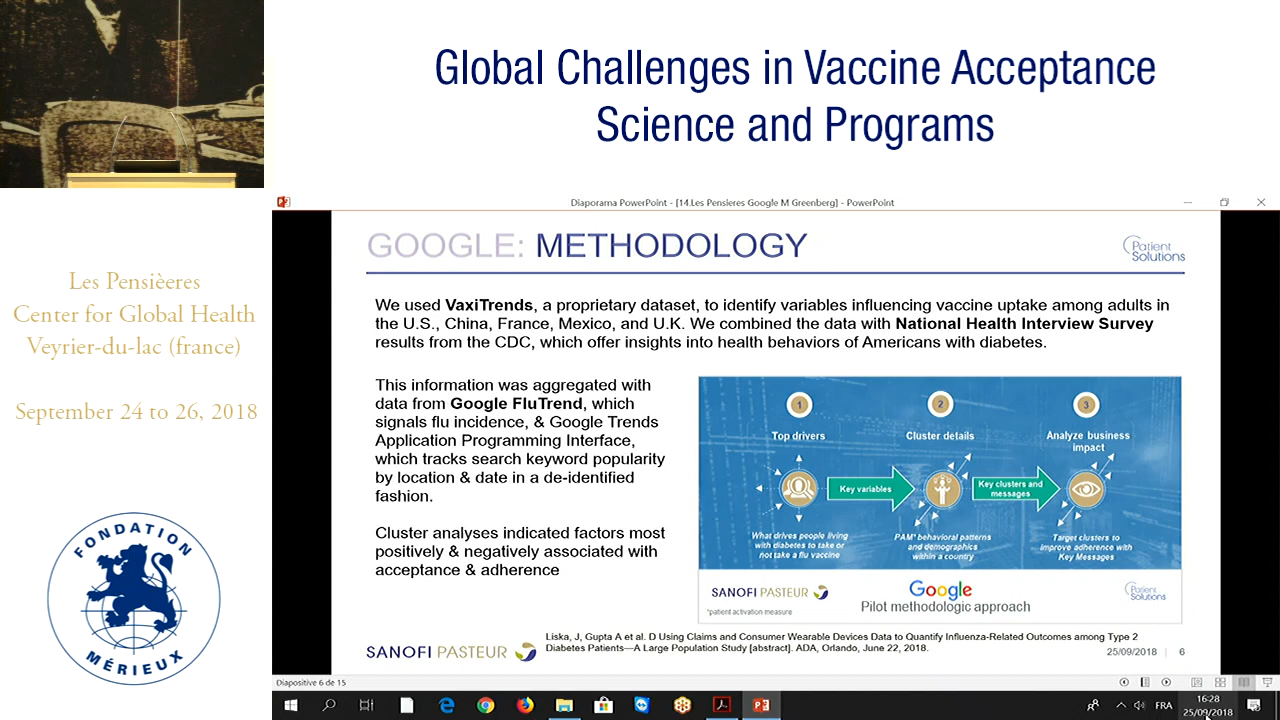 Global Challenges in Vaccine Acceptance
Science and Programs
Les Pensièeres
Center for Global Health
Veyrier-du-lac (france)
September 24 to 26, 2018
FONDATION
MÉRIEUX
Diaporama PowerPoint - [14.Les Pensieres Google M Greenberg] - PowerPoint
GOOGLE: METHODOLOGY
Patient
Solutions
We used VaxiTrends, a proprietary dataset, to identify variables influencing vaccine uptake among adults in
the U.S., China, France, Mexico, and U.K. We combined the data with National Health Interview Survey
results from the CDC, which offer insights into health behaviors of Americans with diabetes.
This information was aggregated with
data from Google FluTrend, which
signals flu incidence, & Google Trends
Application Programming Interface,
which tracks search keyword popularity
by location & date in a de-identified
fashion.
Cluster analyses indicated factors most
positively & negatively associated with
acceptance & adherence
1
Top drivers
2
Cluster details
3
Analyze business
impact
Key variables
Key clusters and
messages
What drives people living
with diabetes to take or
not take a flu vaccine
PAM* behavioral patterns
and demographics
within a country
Target clusters to
improve adherence with
Key Messages
SANOFI PASTEUR
*patient activation measure
Google
Pilot methodologic approach
Patient
Solutions
SANOFI PASTEUR
Liska, J, Gupta A et al. D Using Claims and Consumer Wearable Devices Data to Quantify Influenza-Related Outcomes among Type 2
Diabetes Patients—A Large Population Study [abstract]. ADA, Orlando, June 22, 2018.
25/09/2018 | 6
Diapositive 6 de 15
FRA
16:28
25/09/2018